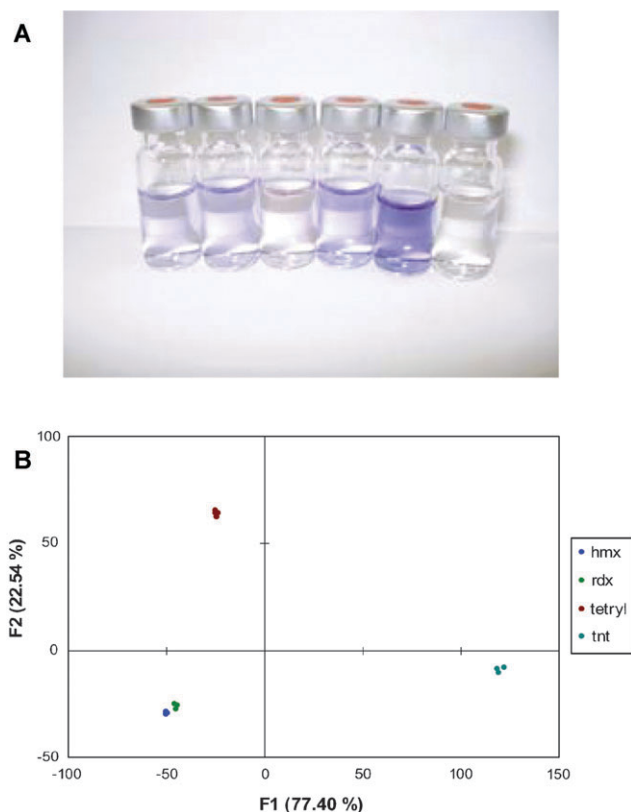 A
B
100
50
0
-50
-100
-50
0
50
100
150
F2 (22.54 %)
F1 (77.40 %)
hmx
rdx
tetryl
tnt